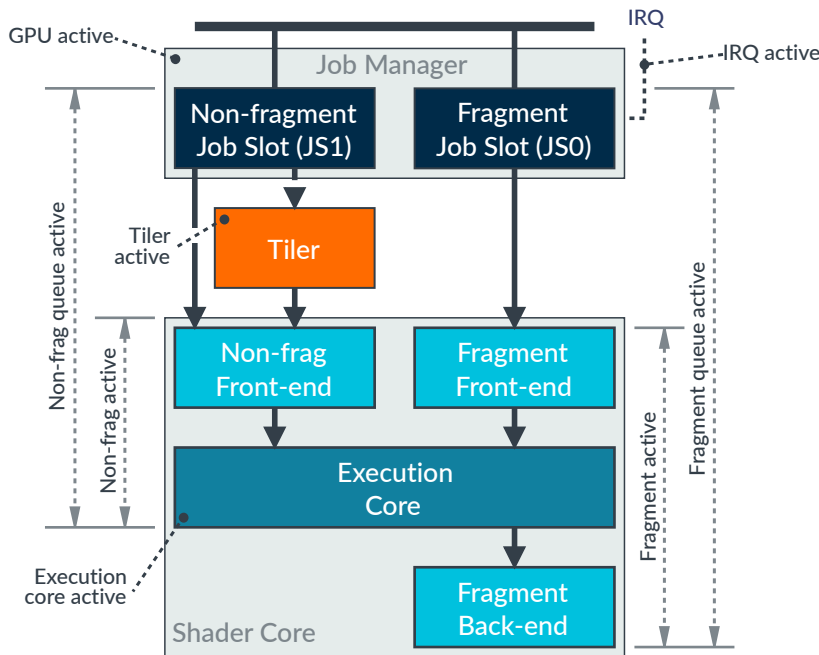 IRQ
GPU active
IRQ active
Job Manager
Non-fragment
Job Slot (JS1)
Fragment
Job Slot (JS0)
Tiler
active
Tiler
Non-frag queue active
Non-frag active
Non-frag
Front-end
Fragment
Front-end
Fragment active
Fragment queue active
Execution
Core
Execution
core active
Fragment
Back-end
Shader Core